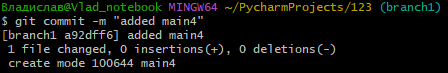 Владислав@Vlad_notebook MINGW64 ~/PycharmProjects/123 (branch1)
$ git commit -m "added main4"
[branch1 a92dff6] added main4
 1 file changed, 0 insertions(+), 0 deletions(-)
 create mode 100644 main4